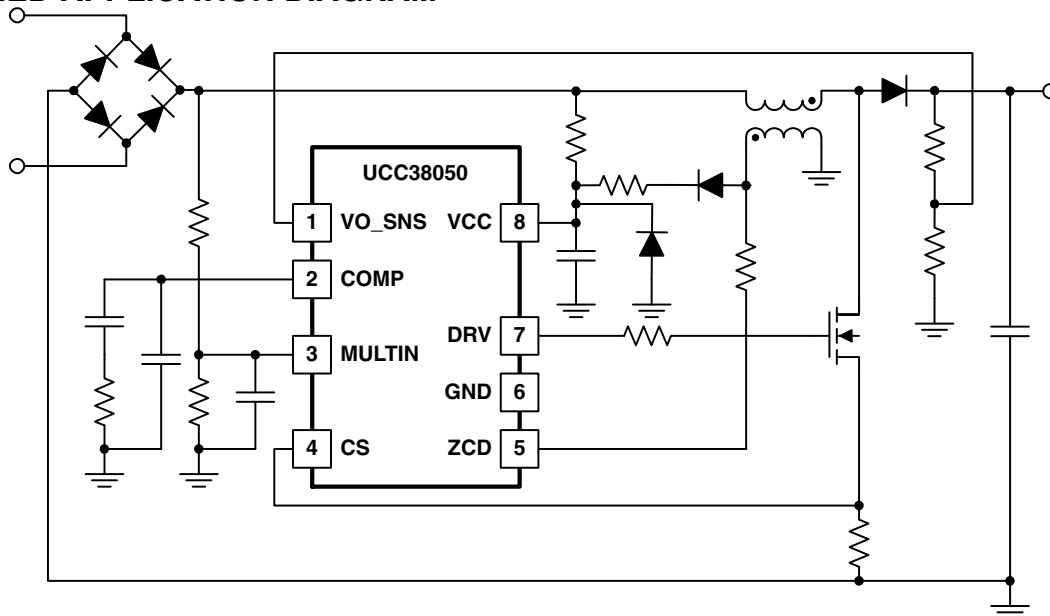 UCC38050
1 VO_SNS VCC 8
2 COMP
DRV 7
3 MULTIN
GND 6
4 CS ZCD 5